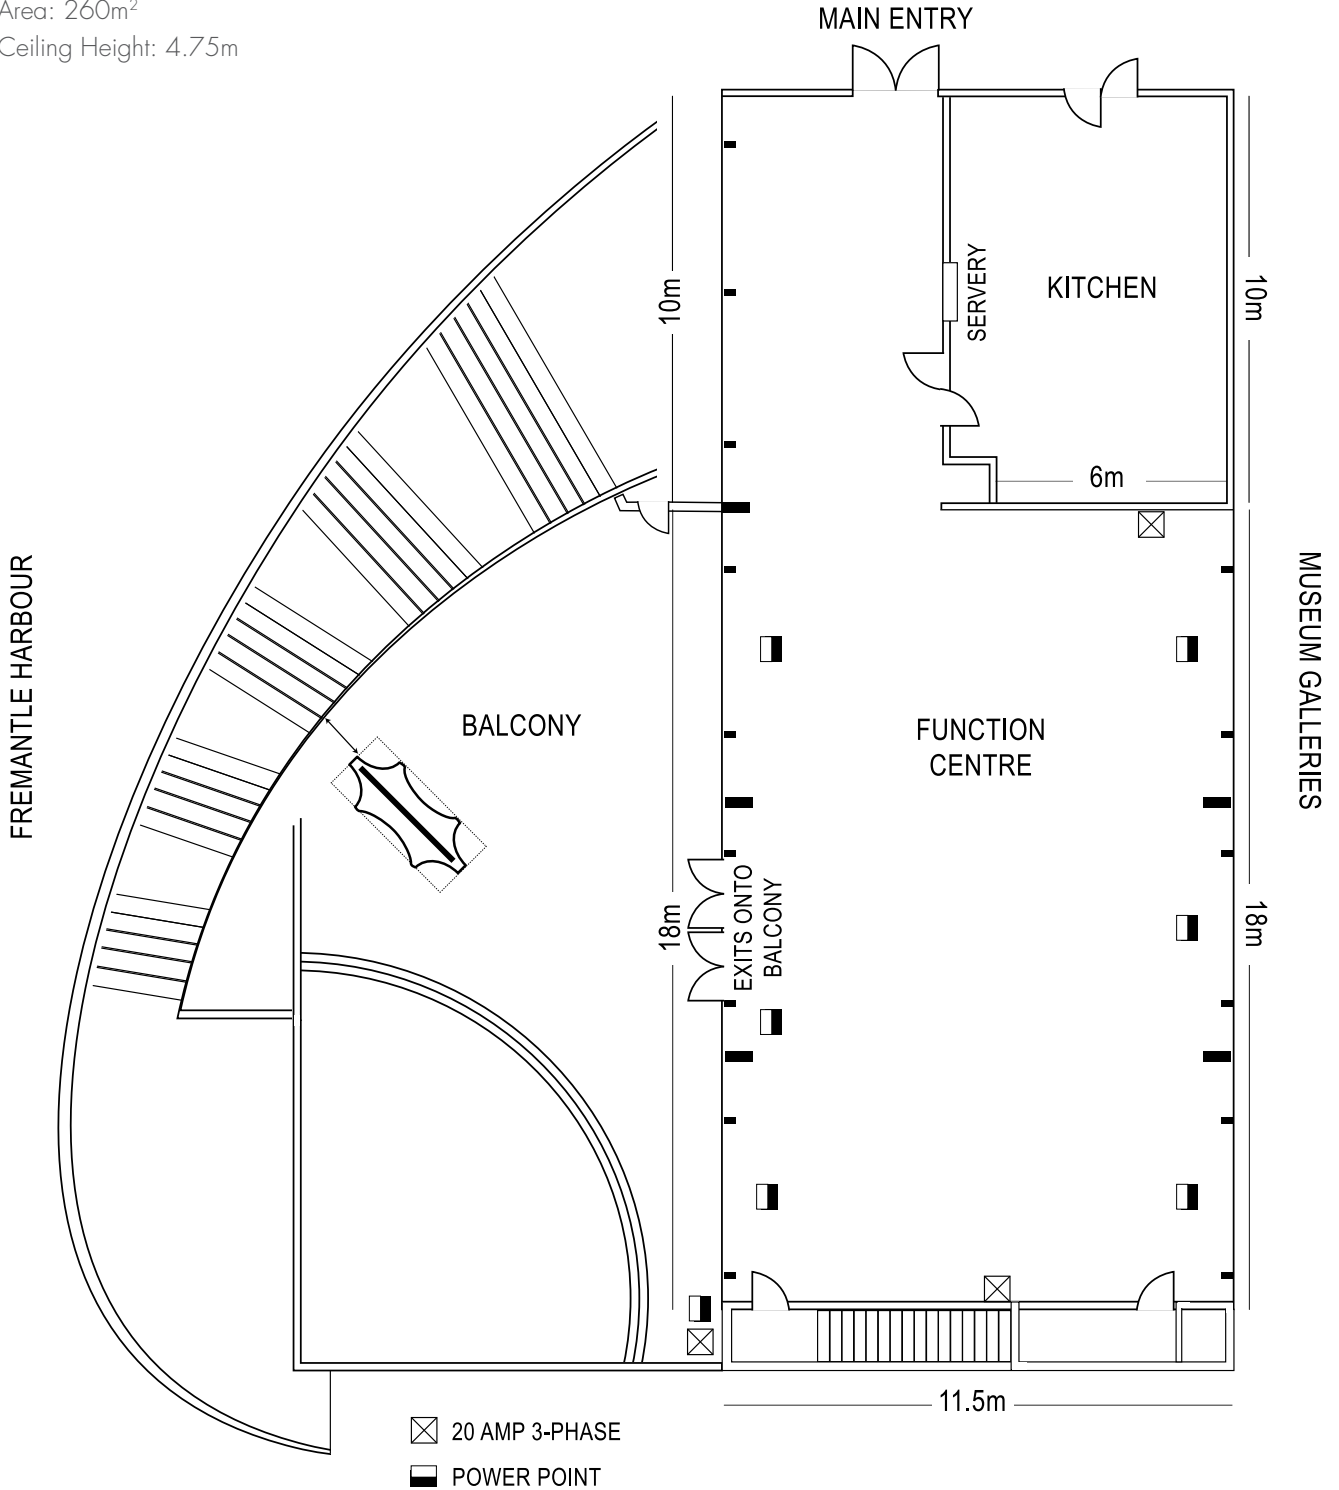 Area: 260m²
Ceiling Height: 4.75m
MAIN ENTRY
10m
SERVERY
KITCHEN
10m
6m
FREMANTLE HARBOUR
MUSEUM GALLERIES
BALCONY
FUNCTION
CENTRE
18m
EXITS ONTO
BALCONY
18m
11.5m
20 AMP 3-PHASE
POWER POINT